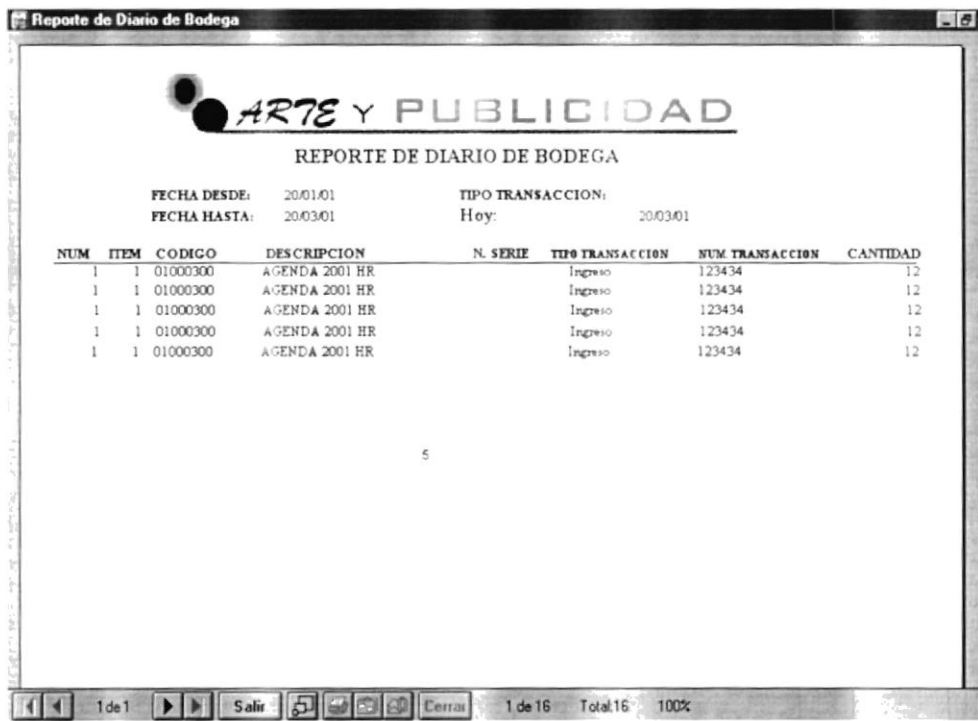 Reporte de Diario de Bodega
ARTE Y PUBLICIDAD
REPORTE DE DIARIO DE BODEGA
FECHA DESDE: 20/01/01 TIPO TRANSACCION:
FECHA HASTA: 20/03/01 Hoy: 20/03/01
NUM ITEM CODIGO DESCRIPCION N. SERIE TIPO TRANSACCION NUM. TRANSACCION CANTIDAD
1 1 01000300 AGENDA 2001 HR Ingreso 123434 12
1 1 01000300 AGENDA 2001 HR Ingreso 123434 12
1 1 01000300 AGENDA 2001 HR Ingreso 123434 12
1 1 01000300 AGENDA 2001 HR Ingreso 123434 12
1 1 01000300 AGENDA 2001 HR Ingreso 123434 12
5
1 de 1 Salir Cerrar 1 de 16 Total:16 100%